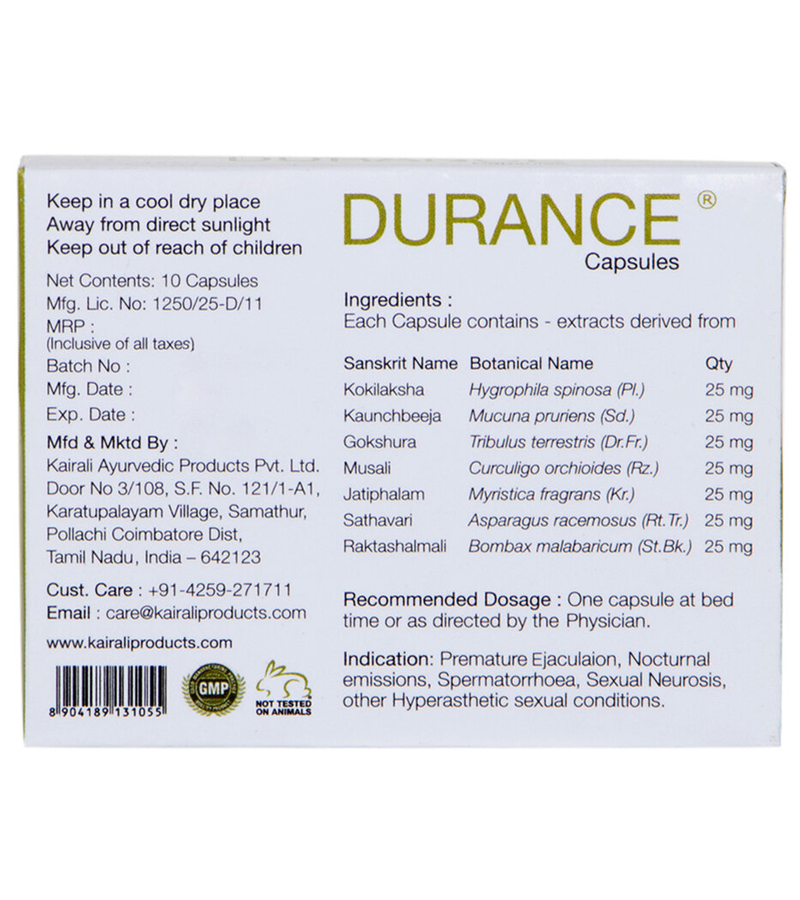 Keep in a cool dry place
Away from direct sunlight
Keep out of reach of children
Net Contents: 10 Capsules
Mfg. Lic. No: 1250/25-D/11
MRP :
(Inclusive of all taxes)
Batch No :
Mfg. Date :
Exp. Date :
Mfd & Mktd By :
Kairali Ayurvedic Products Pvt. Ltd.
Door No 3/108, S.F. No. 121/1-A1,
Karatupalayam Village, Samathur,
Pollachi Coimbatore Dist,
Tamil Nadu, India – 642123
Cust. Care : +91-4259-271711
Email : care@kairaliproducts.com
www.kairaliproducts.com
8 904189 131055
GMP
NOT TESTED
ON ANIMALS
DURANCE ®
Capsules
Ingredients :
Each Capsule contains - extracts derived from
Sanskrit Name Botanical Name Qty
Kokilaksha Hygrophila spinosa (Pl.) 25 mg
Kaunchbeeja Mucuna pruriens (Sd.) 25 mg
Gokshura Tribulus terrestris (Dr.Fr.) 25 mg
Musali Curculigo orchioides (Rz.) 25 mg
Jatiphalam Myristica fragrans (Kr.) 25 mg
Sathavari Asparagus racemosus (Rt.Tr.) 25 mg
Raktashalmali Bombax malabaricum (St.Bk.) 25 mg
Recommended Dosage : One capsule at bed
time or as directed by the Physician.
Indication: Premature Ejaculaion, Nocturnal
emissions, Spermatorrhoea, Sexual Neurosis,
other Hyperasthetic sexual conditions.